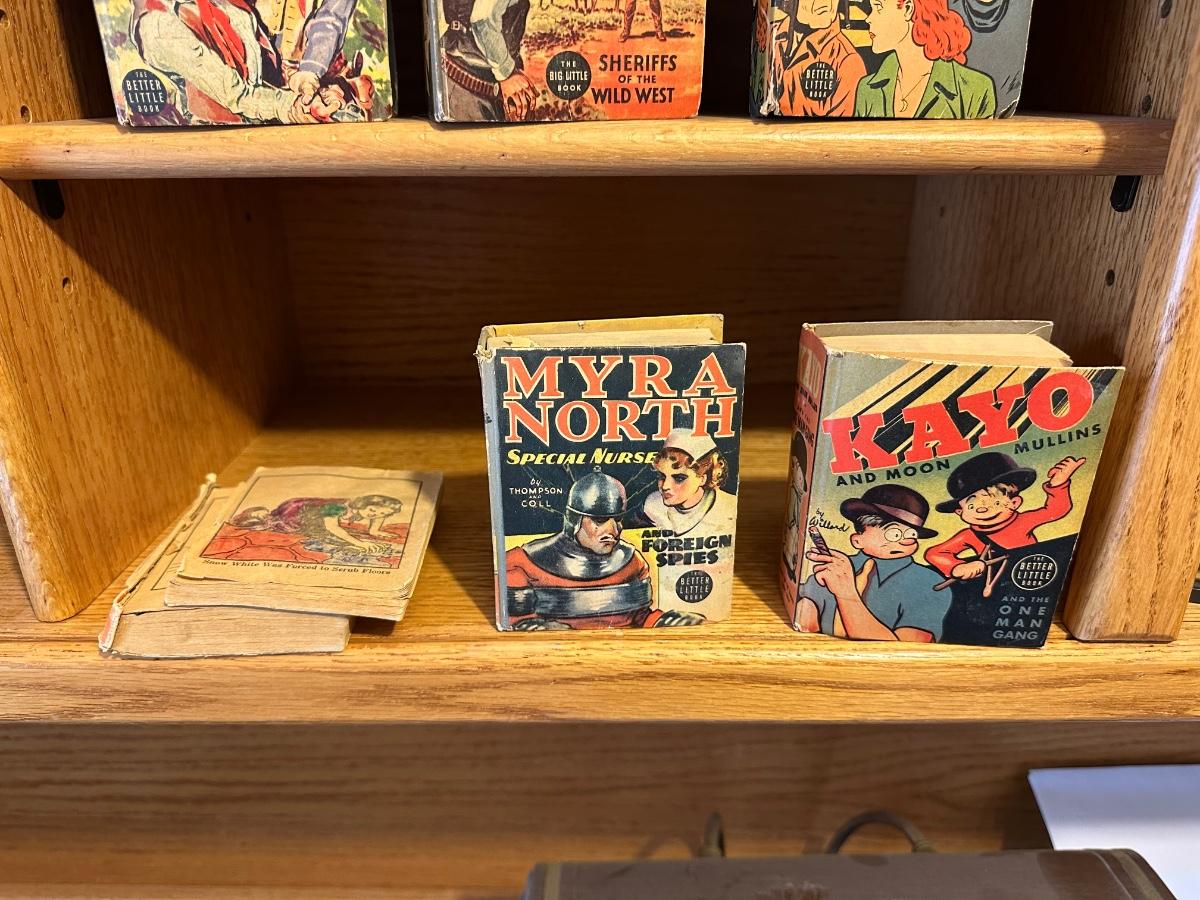 THE
BETTER
LITTLE
BOOK
THE
BIG LITTLE
BOOK
SHERIFFS
OF THE
WILD WEST
THE
BETTER
LITTLE
BOOK
Snow White Was Forced to Scrub Floors
MYRA
NORTH
SPECIAL NURSE
by
THOMPSON
AND
COLL
AND
FOREIGN
SPIES
THE
BETTER
LITTLE
BOOK
KAYO
AND MOON MULLINS
by
Willard
THE
BETTER
LITTLE
BOOK
AND THE
ONE
MAN
GANG